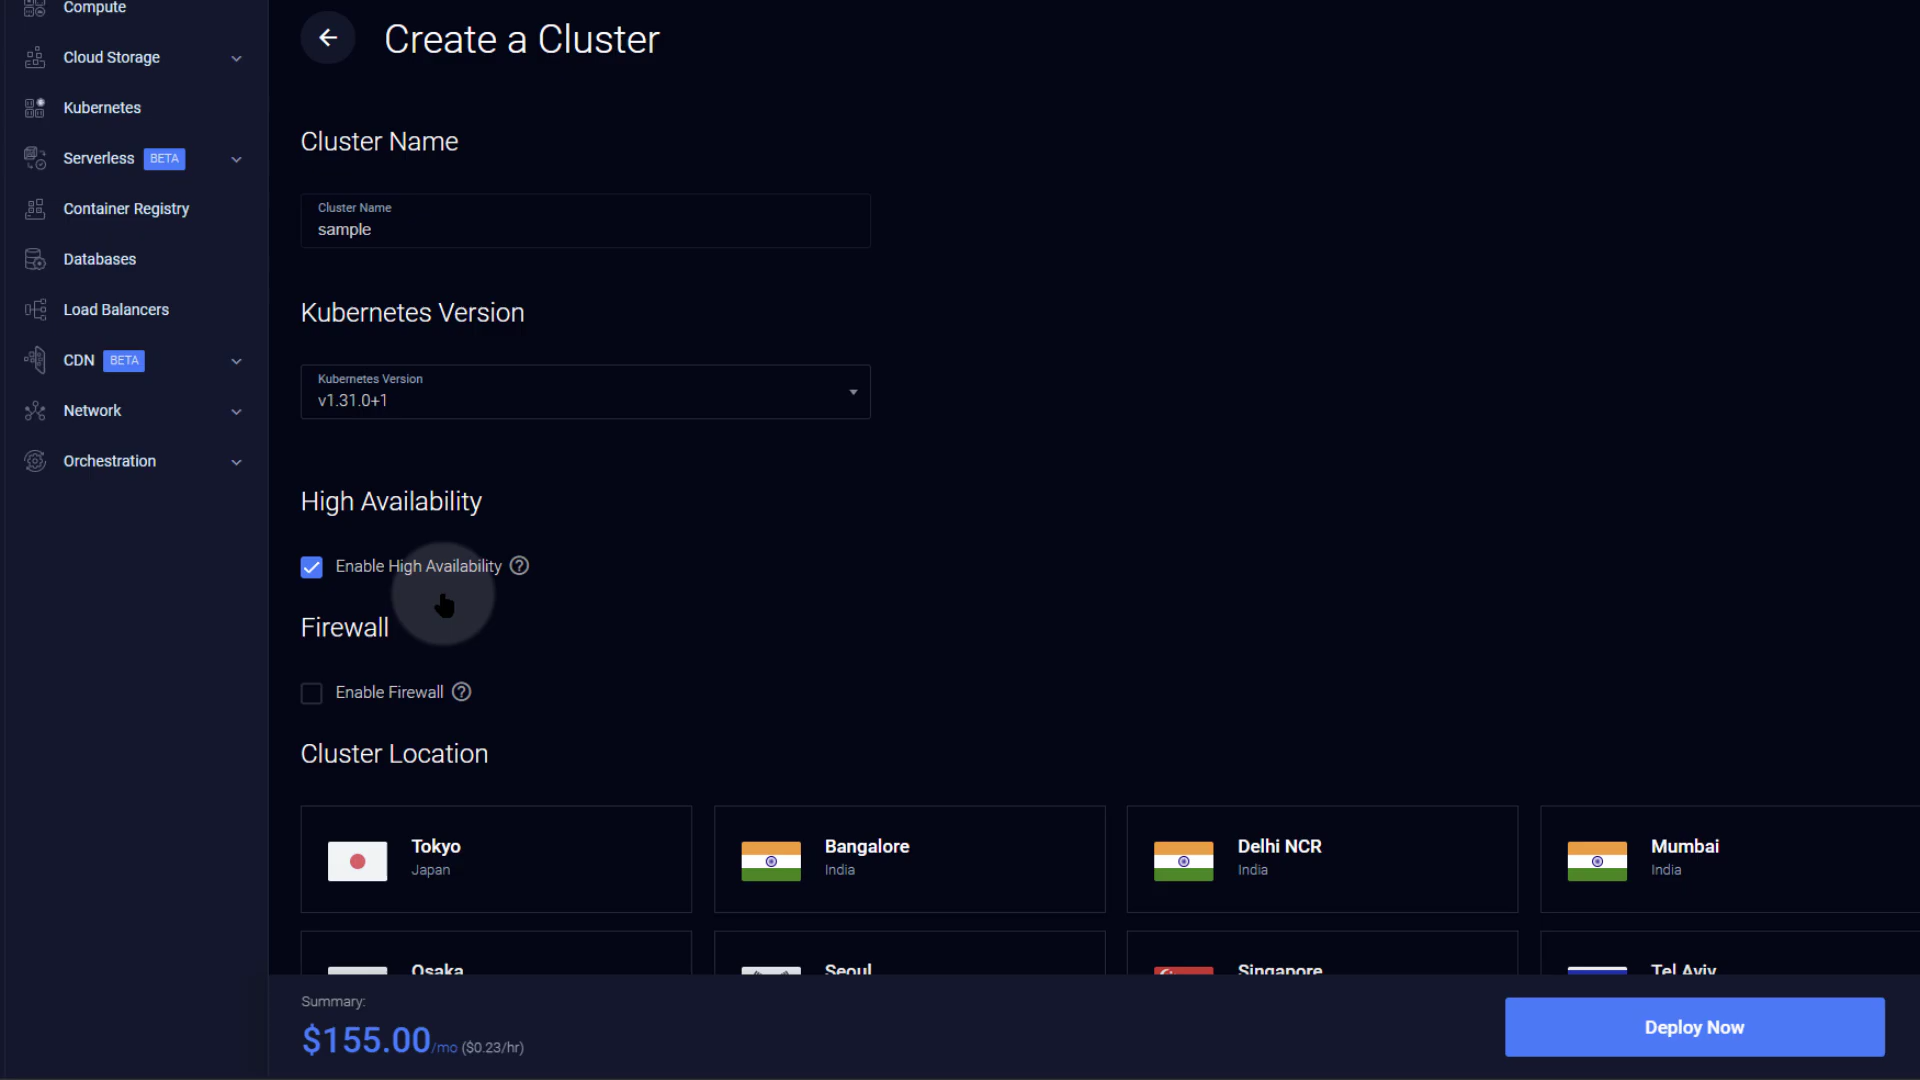 Compute
Cloud Storage
Kubernetes
Serverless BETA
Container Registry
Databases
Load Balancers
CDN BETA
Network
Orchestration
Create a Cluster
Cluster Name
Cluster Name
sample
Kubernetes Version
Kubernetes Version
v1.31.0+1
High Availability
Enable High Availability ?
Firewall
Enable Firewall ?
Cluster Location
Tokyo
Japan
Bangalore
India
Delhi NCR
India
Mumbai
India
Osaka
Seoul
Singapore
Tel Aviv
Summary:
$155.00/mo ($0.23/hr)
Deploy Now